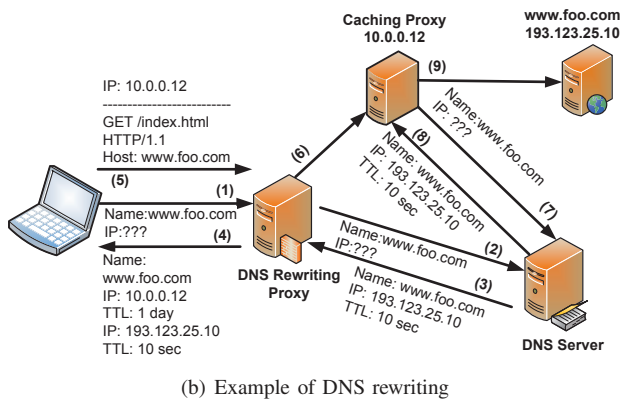 Caching Proxy
10.0.0.12
www.foo.com
193.123.25.10
(9)
IP: 10.0.0.12
--------------------------
GET /index.html
HTTP/1.1
Host: www.foo.com
(5)
(6)
(8)
Name:www.foo.com
IP: ???
Name: www.foo.com
IP: 193.123.25.10
TTL: 10 sec
(7)
(1)
Name:www.foo.com
IP:???
(4)
Name:
www.foo.com
IP: 10.0.0.12
TTL: 1 day
IP: 193.123.25.10
TTL: 10 sec
DNS Rewriting
Proxy
(2)
Name:www.foo.com
IP:???
(3)
Name: www.foo.com
IP: 193.123.25.10
TTL: 10 sec
DNS Server
(b) Example of DNS rewriting